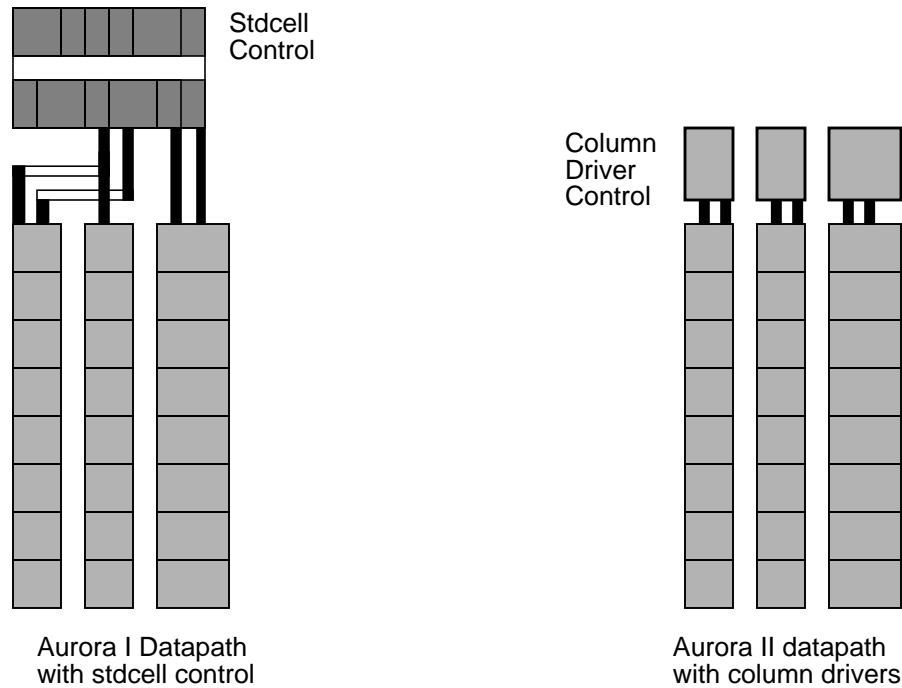 Stdcell
Control
Column
Driver
Control
Aurora I Datapath
with stdcell control
Aurora II datapath
with column drivers